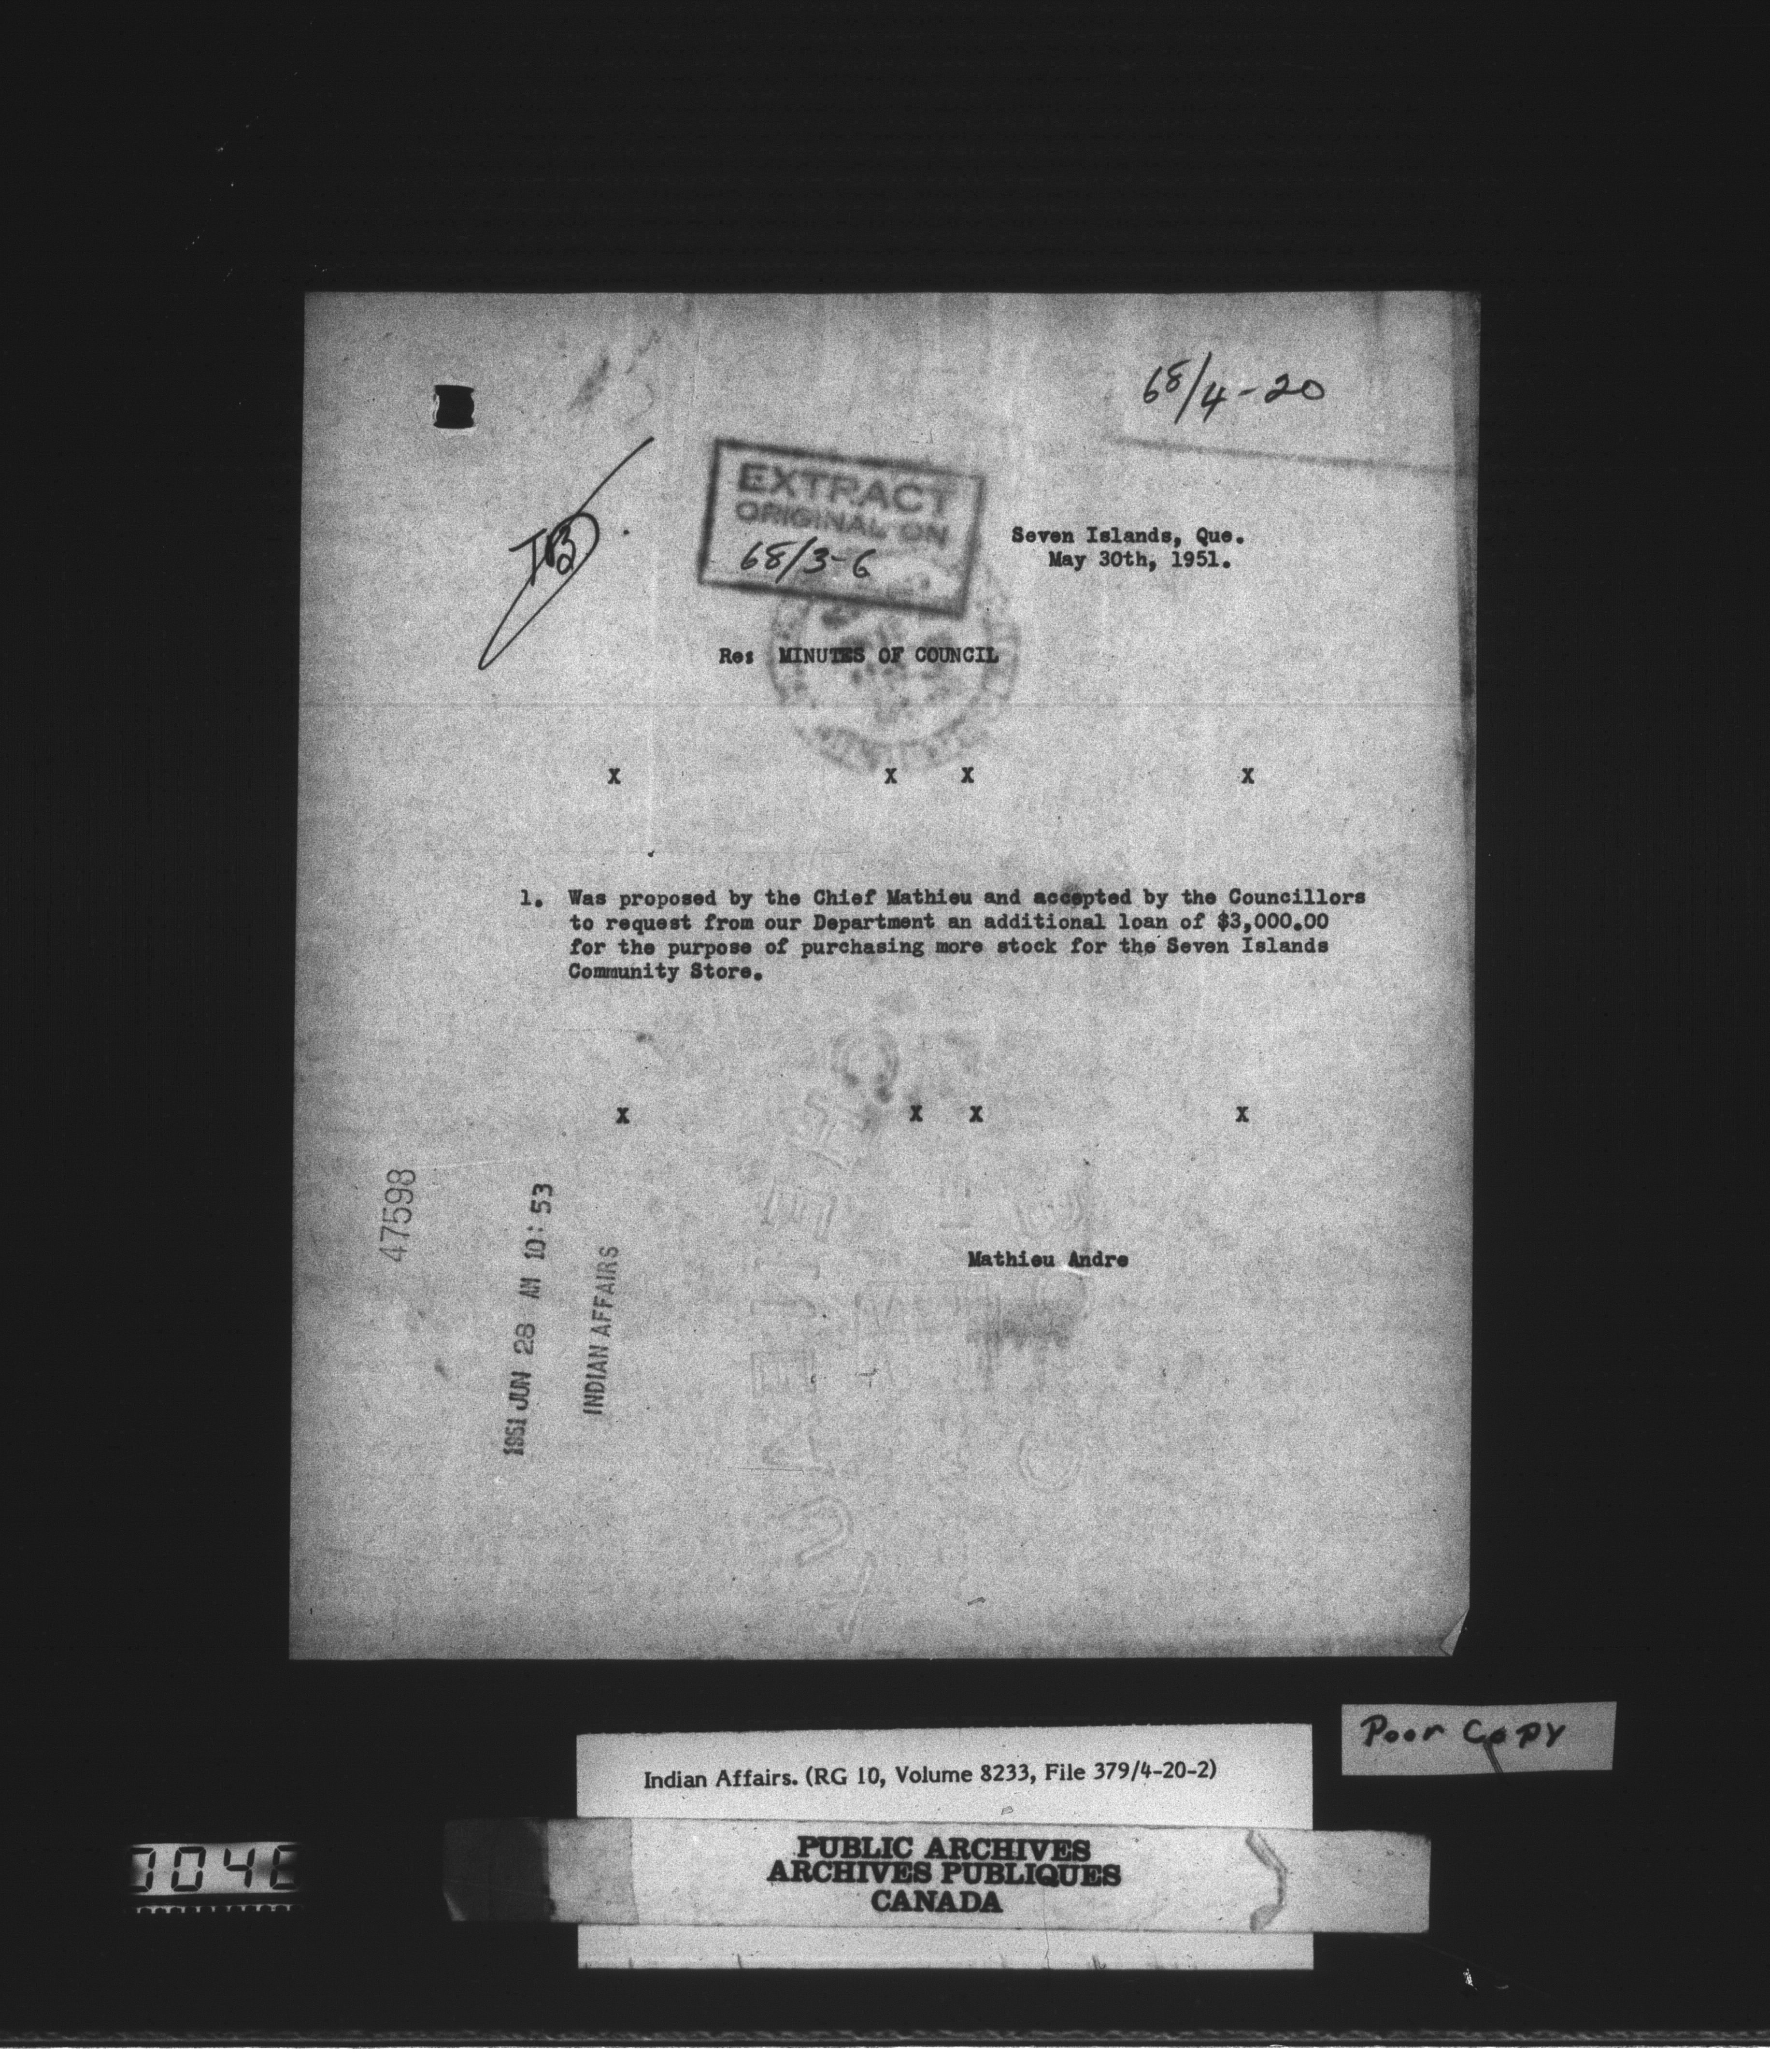 68/4-20
EXTRACT
ORIGINAL ON
68/3-6
Seven Islands, Que.
May 30th, 1951.
Re: MINUTES OF COUNCIL
X X X X
1. Was proposed by the Chief Mathieu and accepted by the Councillors
to request from our Department an additional loan of $3,000.00
for the purpose of purchasing more stock for the Seven Islands
Community Store.
X X X X
47598
1951 JUN 28 AM 10:53
INDIAN AFFAIRS
Mathieu Andre
Poor Copy
Indian Affairs. (RG 10, Volume 8233, File 379/4-20-2)
PUBLIC ARCHIVES
ARCHIVES PUBLIQUES
CANADA